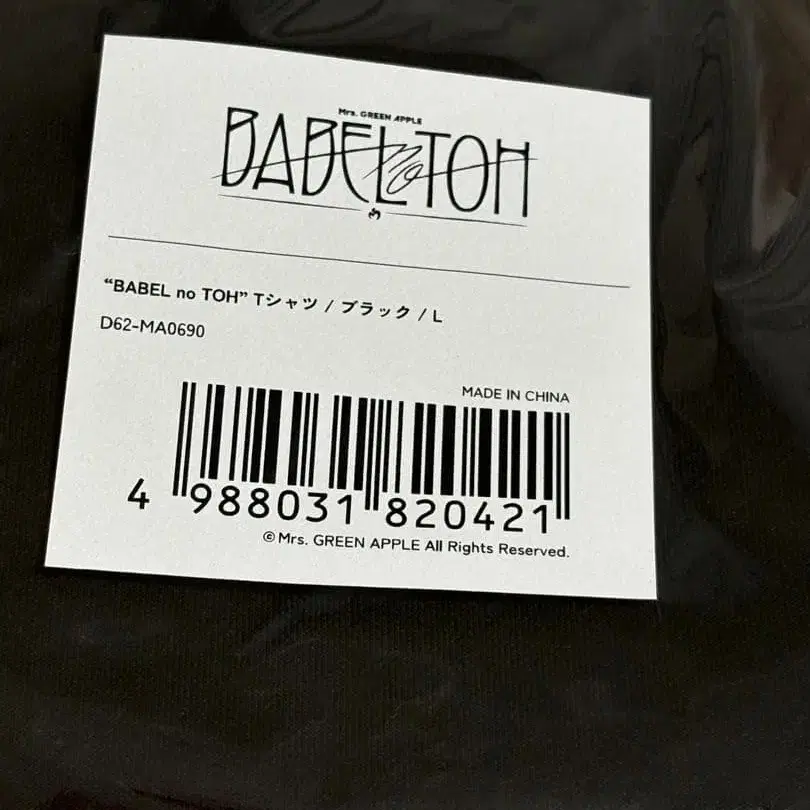 Mrs. GREEN APPLE
BABEL no TOH
“BABEL no TOH” Tシャツ / ブラック / L
D62-MA0690
MADE IN CHINA
4 988031 820421
©Mrs. GREEN APPLE All Rights Reserved.